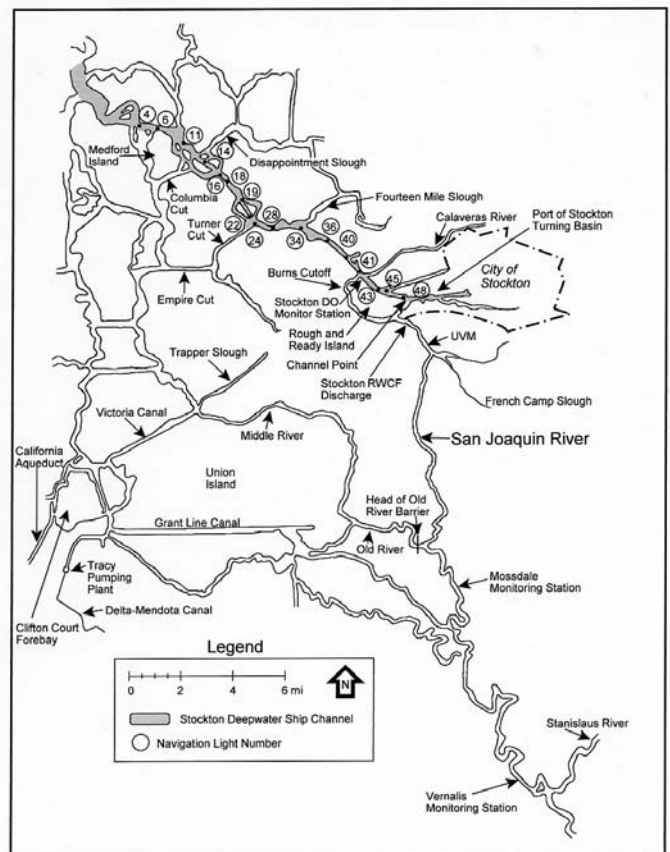 4
6
11
Medford
Island
14
Disappointment Slough
16
18
Columbia
Cut
19
Fourteen Mile Slough
28
Turner
Cut
22
24
34
36
40
Calaveras River
Port of Stockton
Turning Basin
41
Burns Cutoff
45
City of
Stockton
Empire Cut
Stockton DO
Monitor Station
43
48
Rough and
Ready Island
UVM
Channel Point
Trapper Slough
Stockton RWCF
Discharge
French Camp Slough
Victoria Canal
Middle River
San Joaquin River
California
Aqueduct
Union
Island
Head of Old
River Barrier
Grant Line Canal
Old River
Tracy
Pumping
Plant
Mossdale
Monitoring Station
Delta-Mendota Canal
Clifton Court
Forebay
Legend
0 2 4 6 mi
N
Stockton Deepwater Ship Channel
Navigation Light Number
Stanislaus River
Vernalis
Monitoring Station